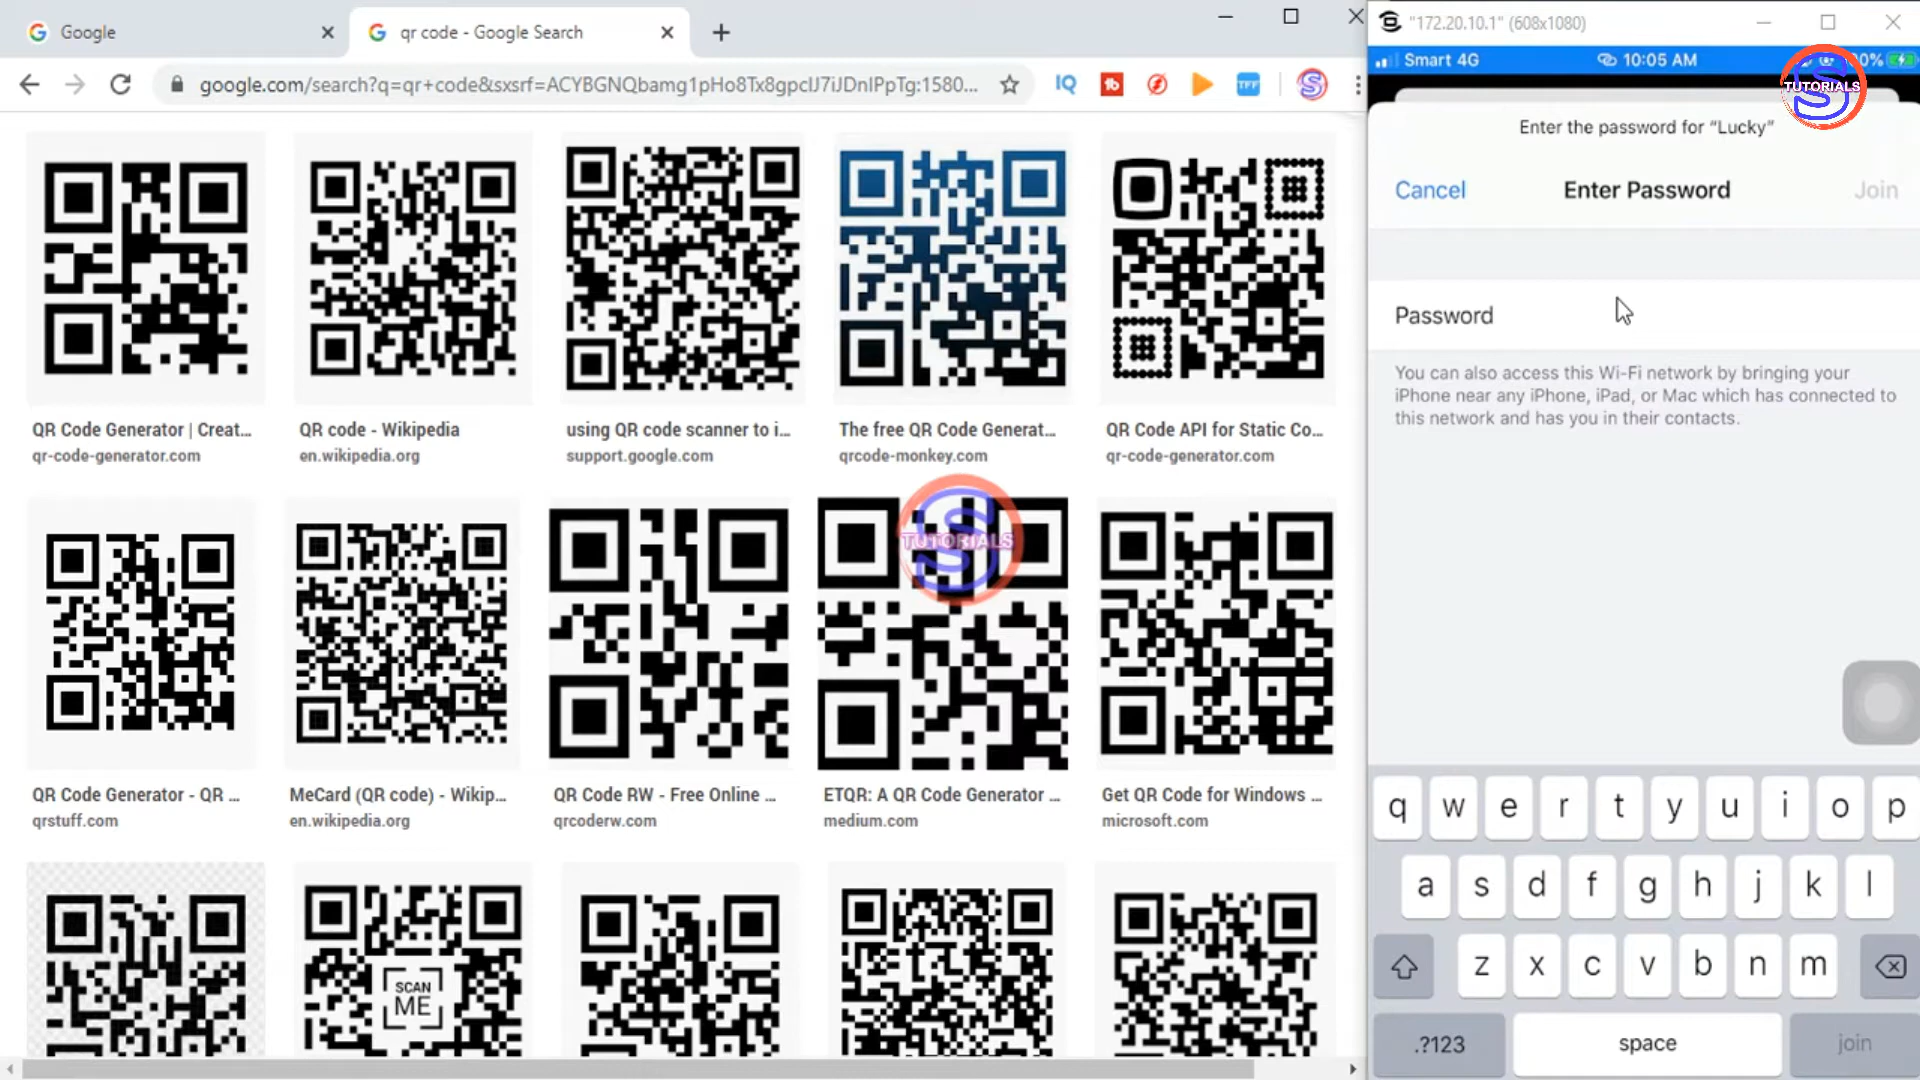 Google
qr code - Google Search
google.com/search?q=qr+code&sxsrf=ACYBGNQbamg1pHo8Tx8gpclJ7iJDnIPpTg:1580...
IQ
TFF
QR Code Generator | Creat...
qr-code-generator.com
QR code - Wikipedia
en.wikipedia.org
using QR code scanner to i...
support.google.com
The free QR Code Generat...
qrcode-monkey.com
QR Code API for Static Co...
qr-code-generator.com
TUTORIALS
QR Code Generator - QR ...
qrstuff.com
MeCard (QR code) - Wikip...
en.wikipedia.org
QR Code RW - Free Online ...
qrcoderw.com
ETQR: A QR Code Generator ...
medium.com
Get QR Code for Windows ...
microsoft.com
SCAN
ME
"172.20.10.1" (608x1080)
Smart 4G
10:05 AM
TUTORIALS
Enter the password for “Lucky”
Cancel
Enter Password
Join
Password
You can also access this Wi-Fi network by bringing your
iPhone near any iPhone, iPad, or Mac which has connected to
this network and has you in their contacts.
q w e r t y u i o p
a s d f g h j k l
z x c v b n m
.?123
space
join